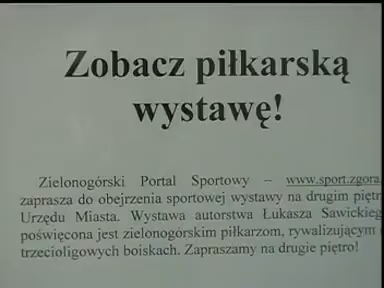 Zobacz piłkarską
wystawę!
Zielonogórski Portal Sportowy – www.sport.zgora.
zaprasza do obejrzenia sportowej wystawy na drugim piętr
Urzędu Miasta. Wystawa autorstwa Łukasza Sawickieg
poświęcona jest zielonogórskim piłkarzom, rywalizującym
trzecioligowych boiskach. Zapraszamy na drugie piętro!